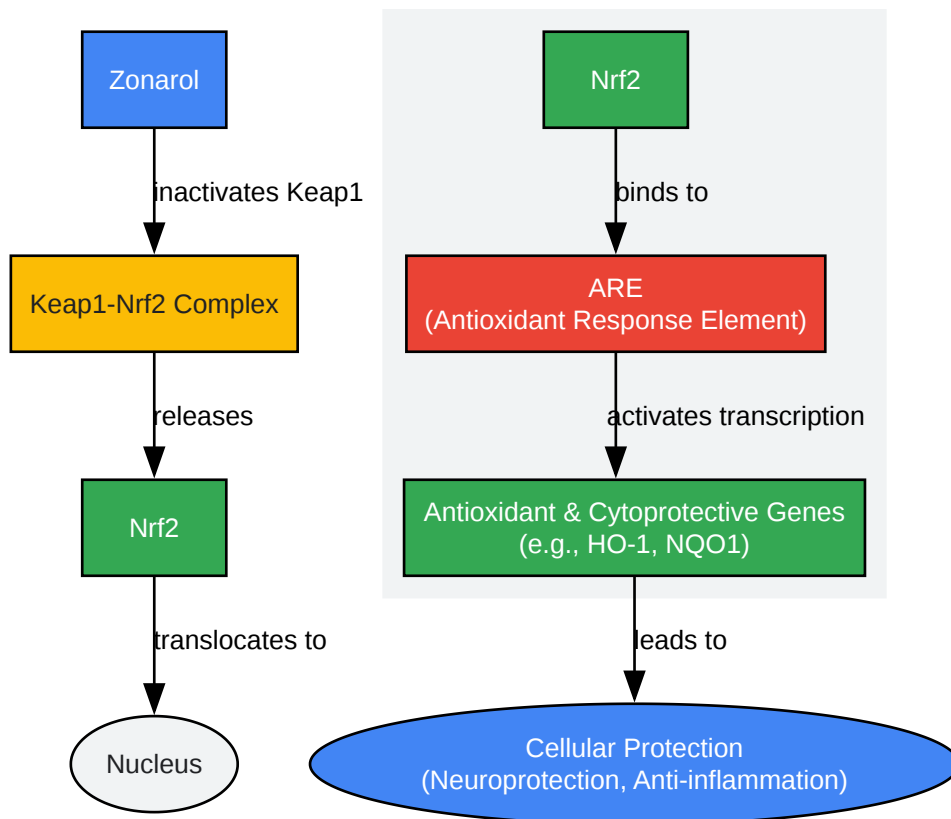 Zonarol
inactivates Keap1
Keap1-Nrf2 Complex
releases
Nrf2
translocates to
Nucleus
Nrf2
binds to
ARE
(Antioxidant Response Element)
activates transcription
Antioxidant & Cytoprotective Genes
(e.g., HO-1, NQO1)
leads to
Cellular Protection
(Neuroprotection, Anti-inflammation)